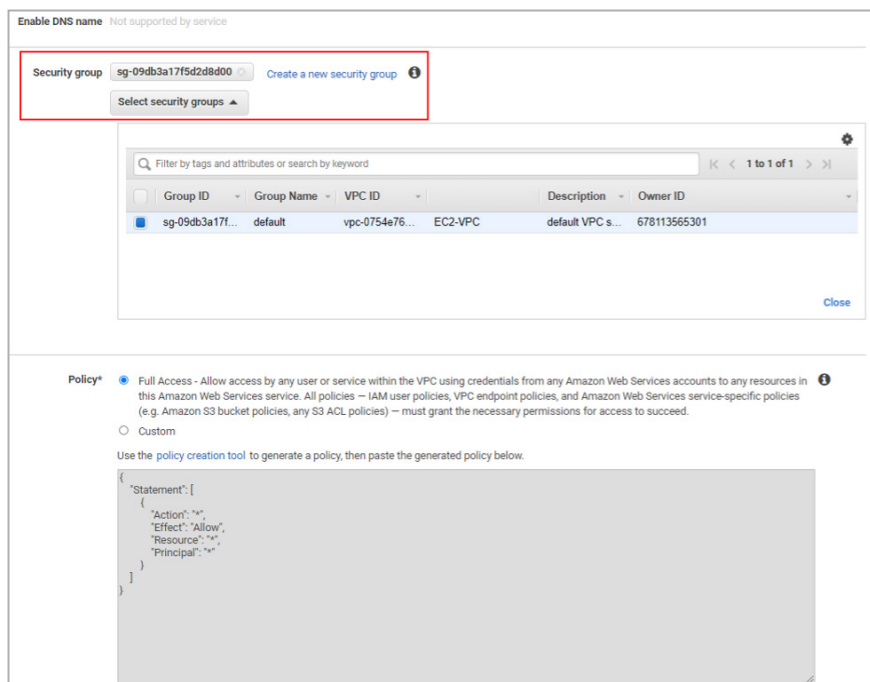 Enable DNS name Not supported by service
Security group sg-09db3a17f5d2d8d00 Create a new security group
Select security groups
Filter by tags and attributes or search by keyword 1 to 1 of 1
Group ID Group Name VPC ID Description Owner ID
sg-09db3a17f... default vpc-0754e76... EC2-VPC default VPC s... 678113565301
Close
Policy* Full Access - Allow access by any user or service within the VPC using credentials from any Amazon Web Services accounts to any resources in
this Amazon Web Services service. All policies — IAM user policies, VPC endpoint policies, and Amazon Web Services service-specific policies
(e.g. Amazon S3 bucket policies, any S3 ACL policies) — must grant the necessary permissions for access to succeed.
Custom
Use the policy creation tool to generate a policy, then paste the generated policy below.
{
"Statement": [
{
"Action": "*",
"Effect": "Allow",
"Resource": "*",
"Principal": "*"
}
]
}